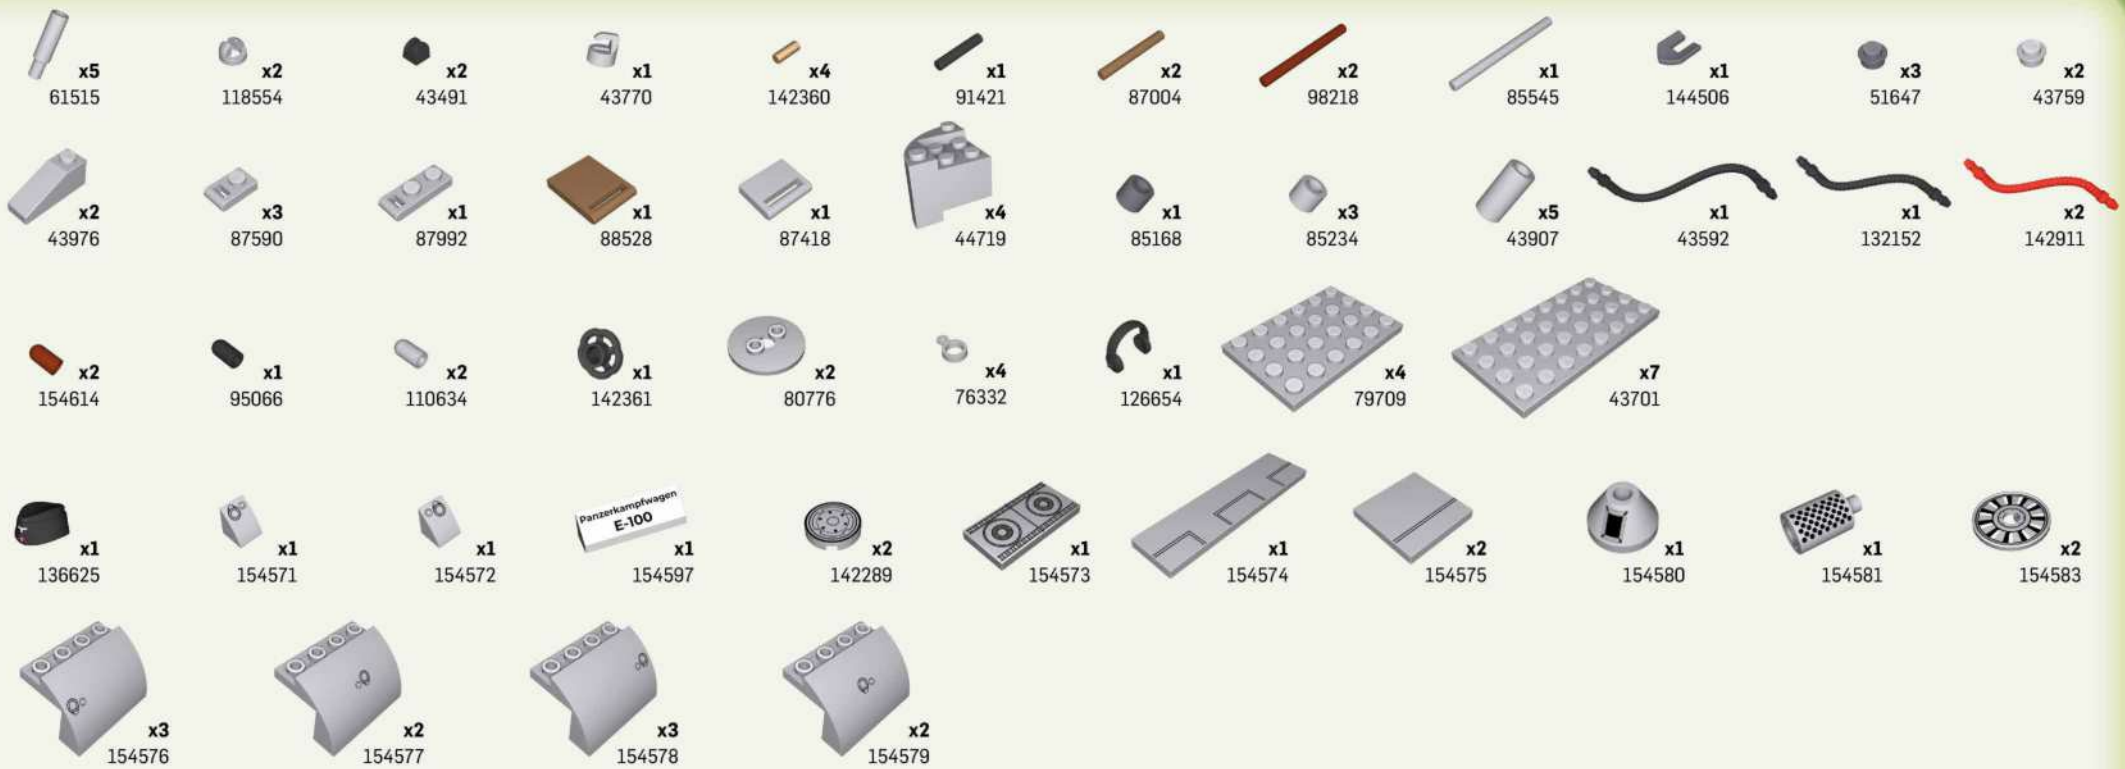 x5 x2 x2 x1 x4 x1 x2 x2 x1 x1 x3 x2
61515 118554 43491 43770 142360 91421 87004 98218 85545 144506 51647 43759
x2 x3 x1 x1 x1 x4 x1 x3 x5 x1 x1 x2
43976 87590 87992 88528 87418 44719 85168 85234 43907 43592 132152 142911
x2 x1 x2 x1 x2 x4 x1 x4 x7
154614 95066 110634 142361 80776 76332 126654 79709 43701
Panzerkampfwagen
E-100
x1 x1 x1 x1 x2 x1 x1 x2 x1 x1 x2
136625 154571 154572 154597 142289 154573 154574 154575 154580 154581 154583
x3 x2 x3 x2
154576 154577 154578 154579